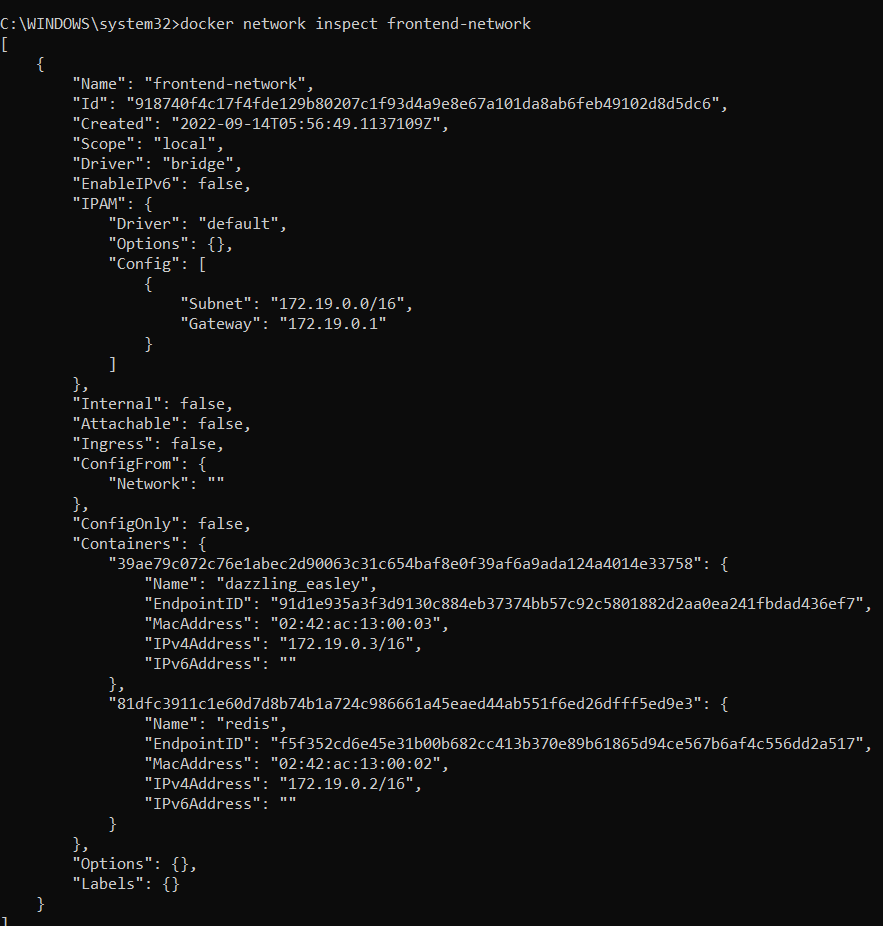 C:\WINDOWS\system32>docker network inspect frontend-network
[
    {
        "Name": "frontend-network",
        "Id": "918740f4c17f4fde129b80207c1f93d4a9e8e67a101da8ab6feb49102d8d5dc6",
        "Created": "2022-09-14T05:56:49.1137109Z",
        "Scope": "local",
        "Driver": "bridge",
        "EnableIPv6": false,
        "IPAM": {
            "Driver": "default",
            "Options": {},
            "Config": [
                {
                    "Subnet": "172.19.0.0/16",
                    "Gateway": "172.19.0.1"
                }
            ]
        },
        "Internal": false,
        "Attachable": false,
        "Ingress": false,
        "ConfigFrom": {
            "Network": ""
        },
        "ConfigOnly": false,
        "Containers": {
            "39ae79c072c76e1abec2d90063c31c654baf8e0f39af6a9ada124a4014e33758": {
                "Name": "dazzling_easley",
                "EndpointID": "91d1e935a3f3d9130c884eb37374bb57c92c5801882d2aa0ea241fbdad436ef7",
                "MacAddress": "02:42:ac:13:00:03",
                "IPv4Address": "172.19.0.3/16",
                "IPv6Address": ""
            },
            "81dfc3911c1e60d7d8b74b1a724c986661a45eaed44ab551f6ed26dfff5ed9e3": {
                "Name": "redis",
                "EndpointID": "f5f352cd6e45e31b00b682cc413b370e89b61865d94ce567b6af4c556dd2a517",
                "MacAddress": "02:42:ac:13:00:02",
                "IPv4Address": "172.19.0.2/16",
                "IPv6Address": ""
            }
        },
        "Options": {},
        "Labels": {}
    }
]